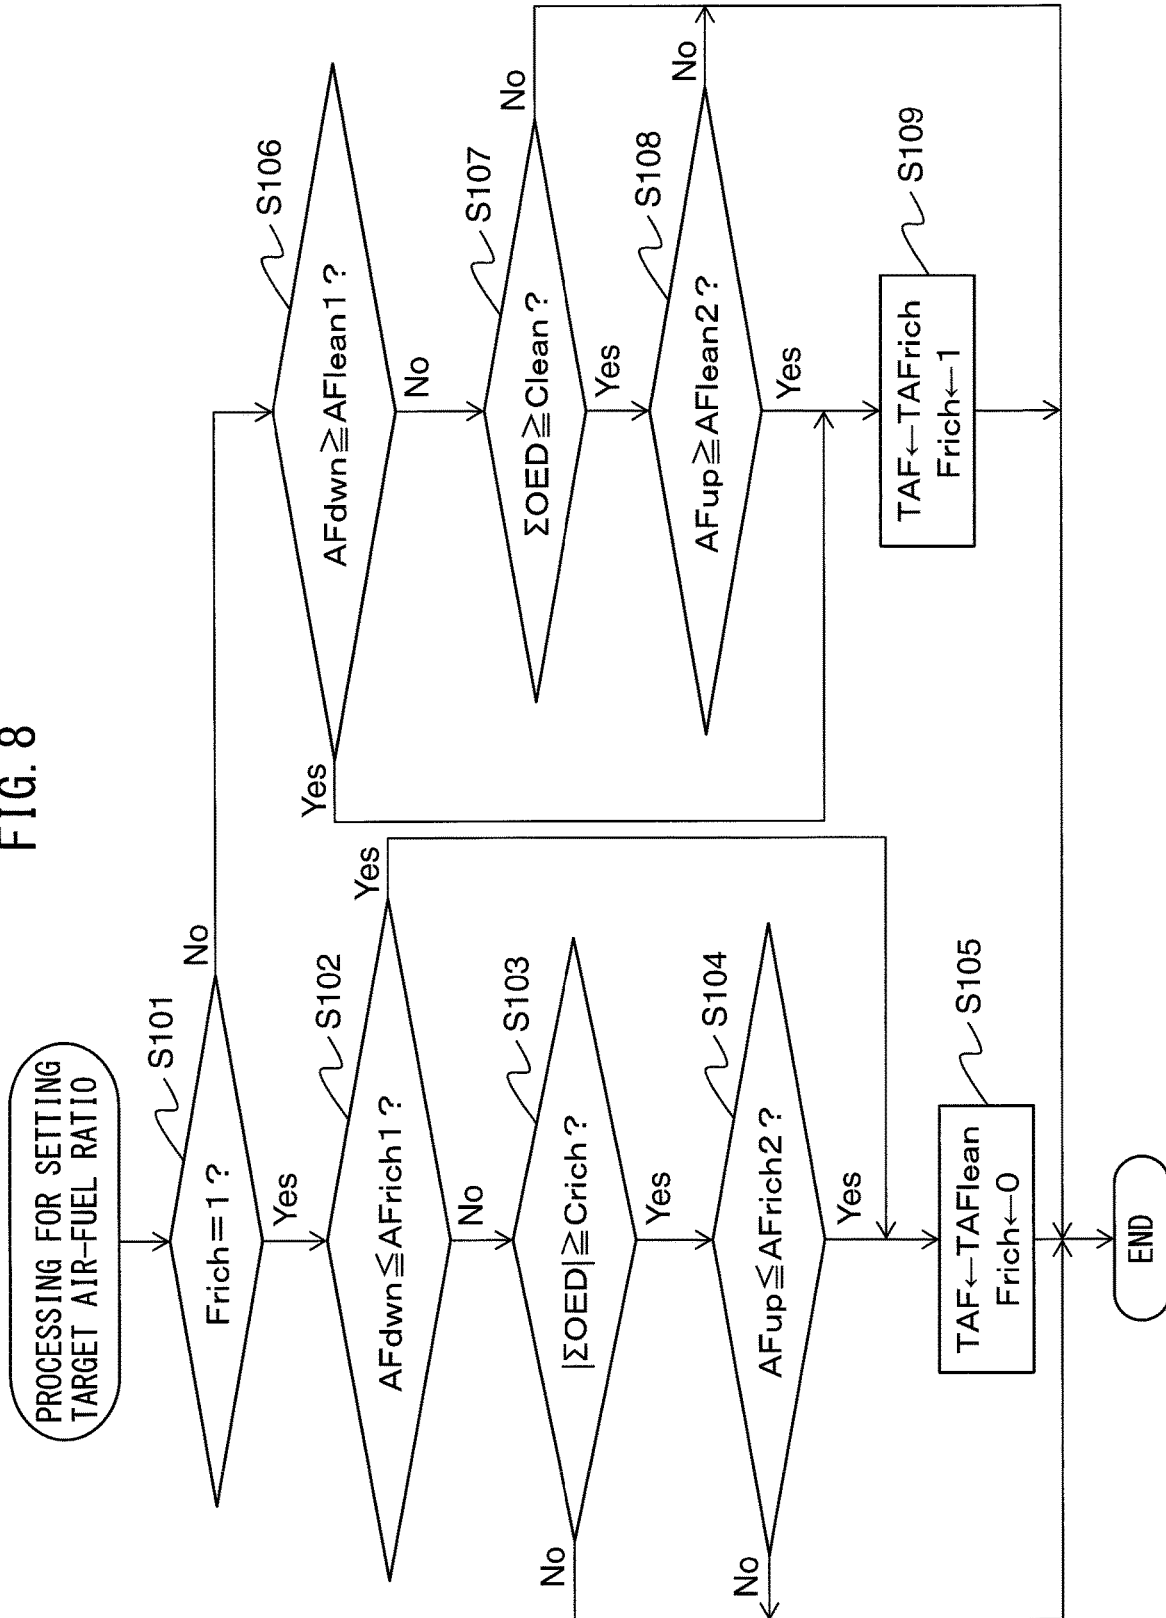 FIG. 8
PROCESSING FOR SETTING
TARGET AIR-FUEL RATIO
S101
Frich=1?
No
Yes
S102
AFdwn≦AFrich1?
Yes
No
S103
|ΣOED|≧Crich?
No
Yes
S104
AFup≦AFrich2?
No
Yes
S105
TAF←TAFlean
Frich←0
S106
AFdwn≧AFlean1?
Yes
No
S107
ΣOED≧Clean?
No
Yes
S108
AFup≧AFlean2?
No
Yes
S109
TAF←TAFrich
Frich←1
END